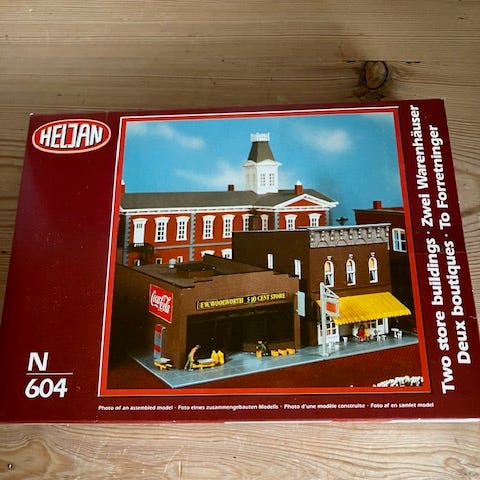 HELJAN
Two store buildings · Zwei Warenhäuser
Deux boutiques · To Forretninger
Coca-Cola
F.W. WOOLWORTH 5 10 CENT STORE
N
604
Photo of an assembled model · Foto eines zusammengebauten Modells · Photo d'une modèle construite · Foto af en samlet model